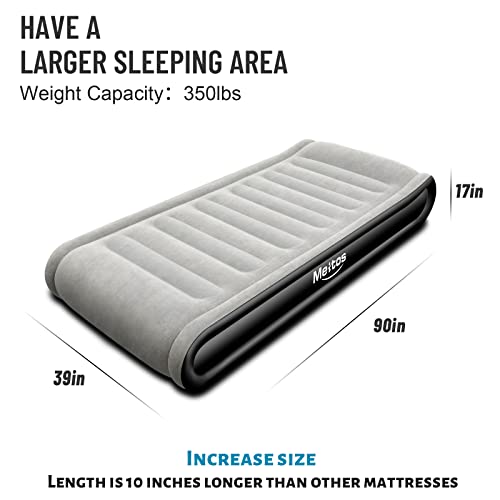 HAVE A
LARGER SLEEPING AREA
Weight Capacity： 350lbs
17in
Meitos
90in
39in
INCREASE SIZE
LENGTH IS 10 INCHES LONGER THAN OTHER MATTRESSES